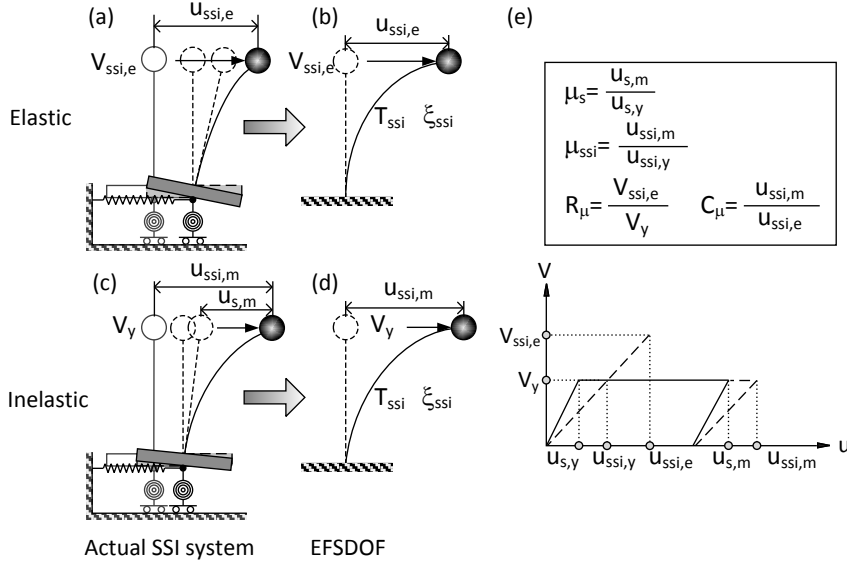 (a)
u_ssi,e
V_ssi,e
Elastic
(b)
u_ssi,e
V_ssi,e
T_ssi ξ_ssi
(c)
u_ssi,m
u_s,m
V_y
Inelastic
(d)
u_ssi,m
V_y
T_ssi ξ_ssi
Actual SSI system
EFSDOF
(e)
μ_s = u_s,m / u_s,y
μ_ssi = u_ssi,m / u_ssi,y
R_μ = V_ssi,e / V_y C_μ = u_ssi,m / u_ssi,e
V
V_ssi,e
V_y
u
u_s,y u_ssi,y u_ssi,e u_s,m u_ssi,m